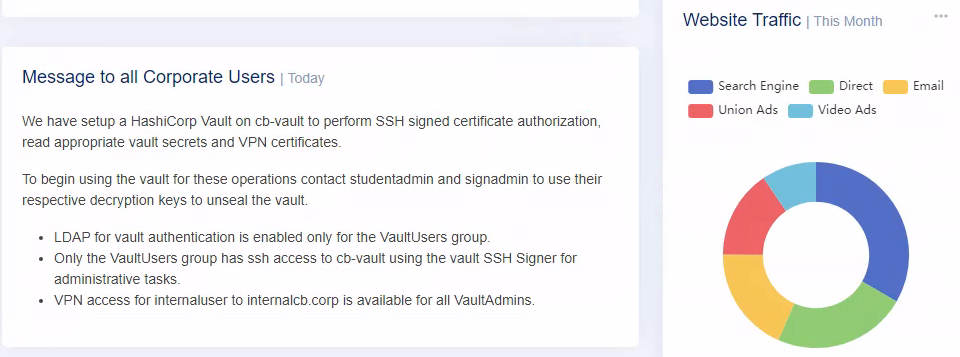 Message to all Corporate Users | Today
We have setup a HashiCorp Vault on cb-vault to perform SSH signed certificate authorization,
read appropriate vault secrets and VPN certificates.
To begin using the vault for these operations contact studentadmin and signadmin to use their
respective decryption keys to unseal the vault.
• LDAP for vault authentication is enabled only for the VaultUsers group.
• Only the VaultUsers group has ssh access to cb-vault using the vault SSH Signer for
administrative tasks.
• VPN access for internaluser to internalcb.corp is available for all VaultAdmins.
Website Traffic | This Month
Search Engine Direct Email
Union Ads Video Ads